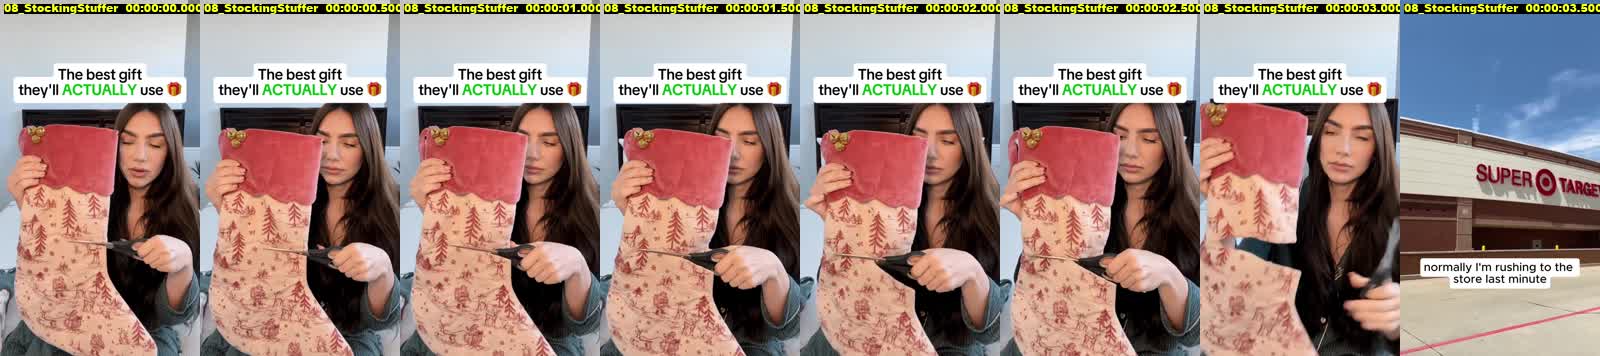 08_StockingStuffer 00:00:00.000
08_StockingStuffer 00:00:00.500
08_StockingStuffer 00:00:01.000
08_StockingStuffer 00:00:01.500
08_StockingStuffer 00:00:02.000
08_StockingStuffer 00:00:02.500
08_StockingStuffer 00:00:03.000
08_StockingStuffer 00:00:03.500
The best gift
they'll ACTUALLY use 🎁
The best gift
they'll ACTUALLY use 🎁
The best gift
they'll ACTUALLY use 🎁
The best gift
they'll ACTUALLY use 🎁
The best gift
they'll ACTUALLY use 🎁
The best gift
they'll ACTUALLY use 🎁
The best gift
they'll ACTUALLY use 🎁
SUPER TARGET
normally I'm rushing to the
store last minute